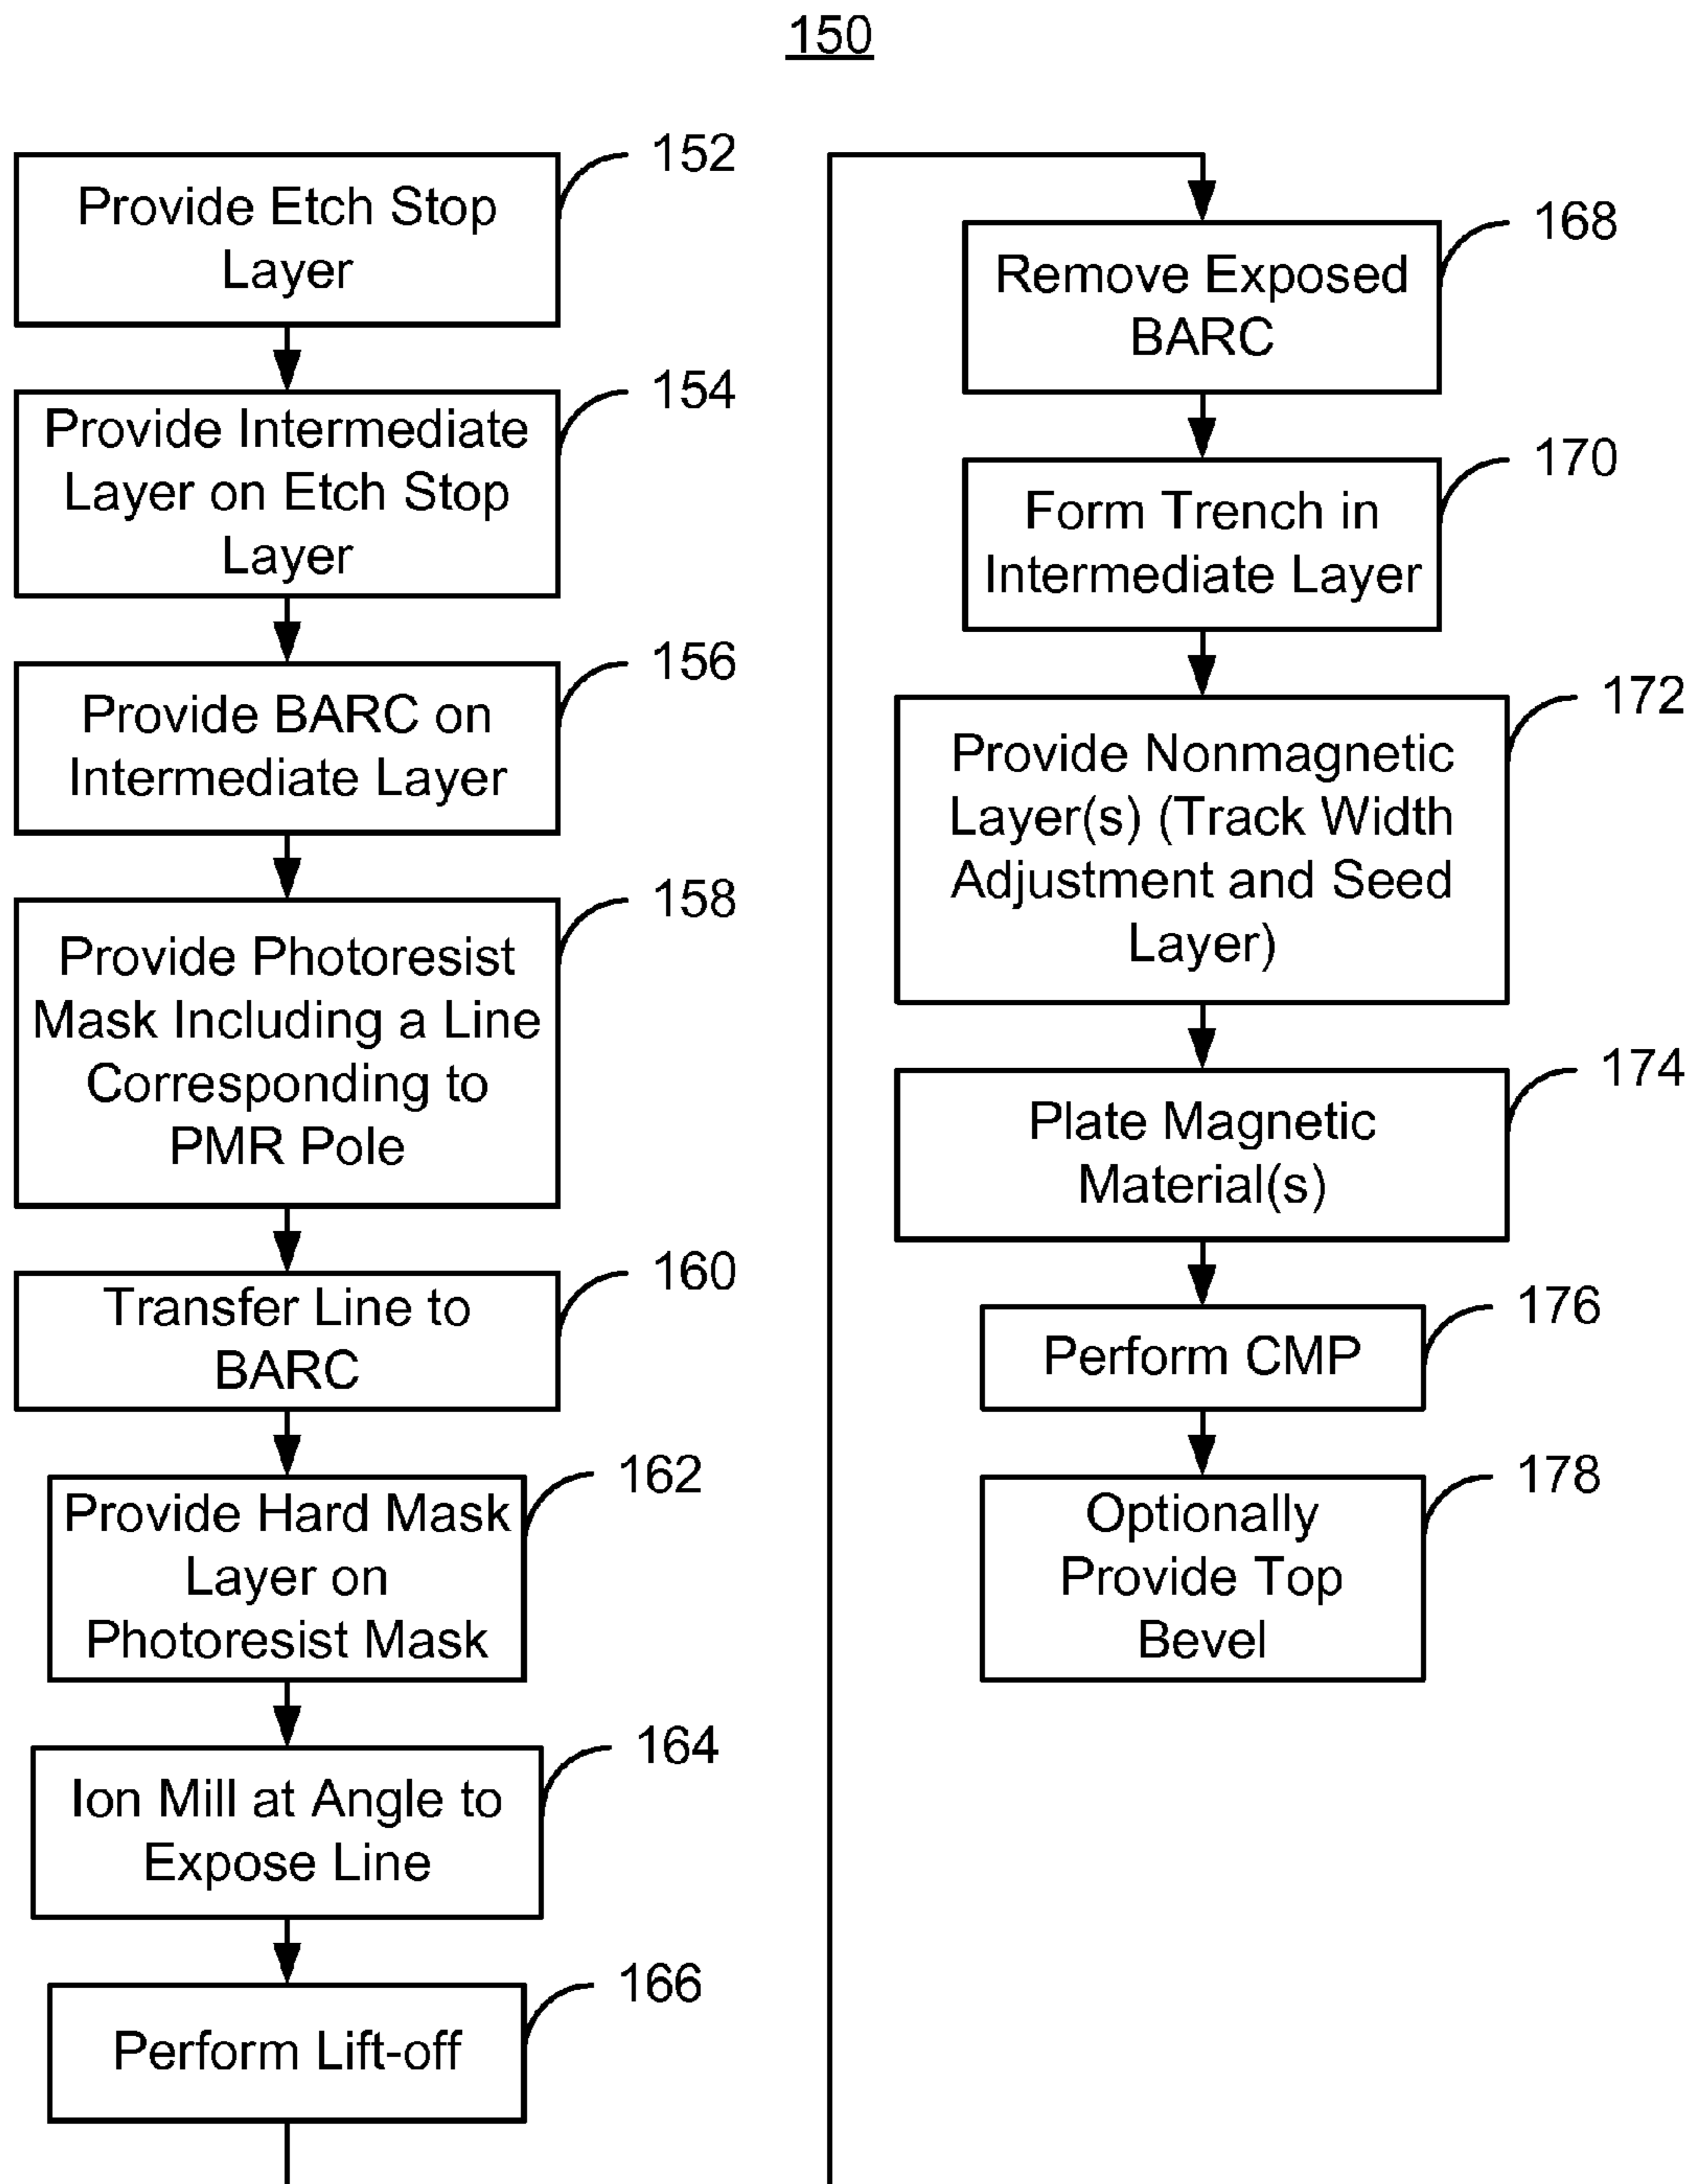 150
152
Provide Etch Stop
Layer
154
Provide Intermediate
Layer on Etch Stop
Layer
156
Provide BARC on
Intermediate Layer
158
Provide Photoresist
Mask Including a Line
Corresponding to
PMR Pole
160
Transfer Line to
BARC
162
Provide Hard Mask
Layer on
Photoresist Mask
164
Ion Mill at Angle to
Expose Line
166
Perform Lift-off
168
Remove Exposed
BARC
170
Form Trench in
Intermediate Layer
172
Provide Nonmagnetic
Layer(s) (Track Width
Adjustment and Seed
Layer)
174
Plate Magnetic
Material(s)
176
Perform CMP
178
Optionally
Provide Top
Bevel